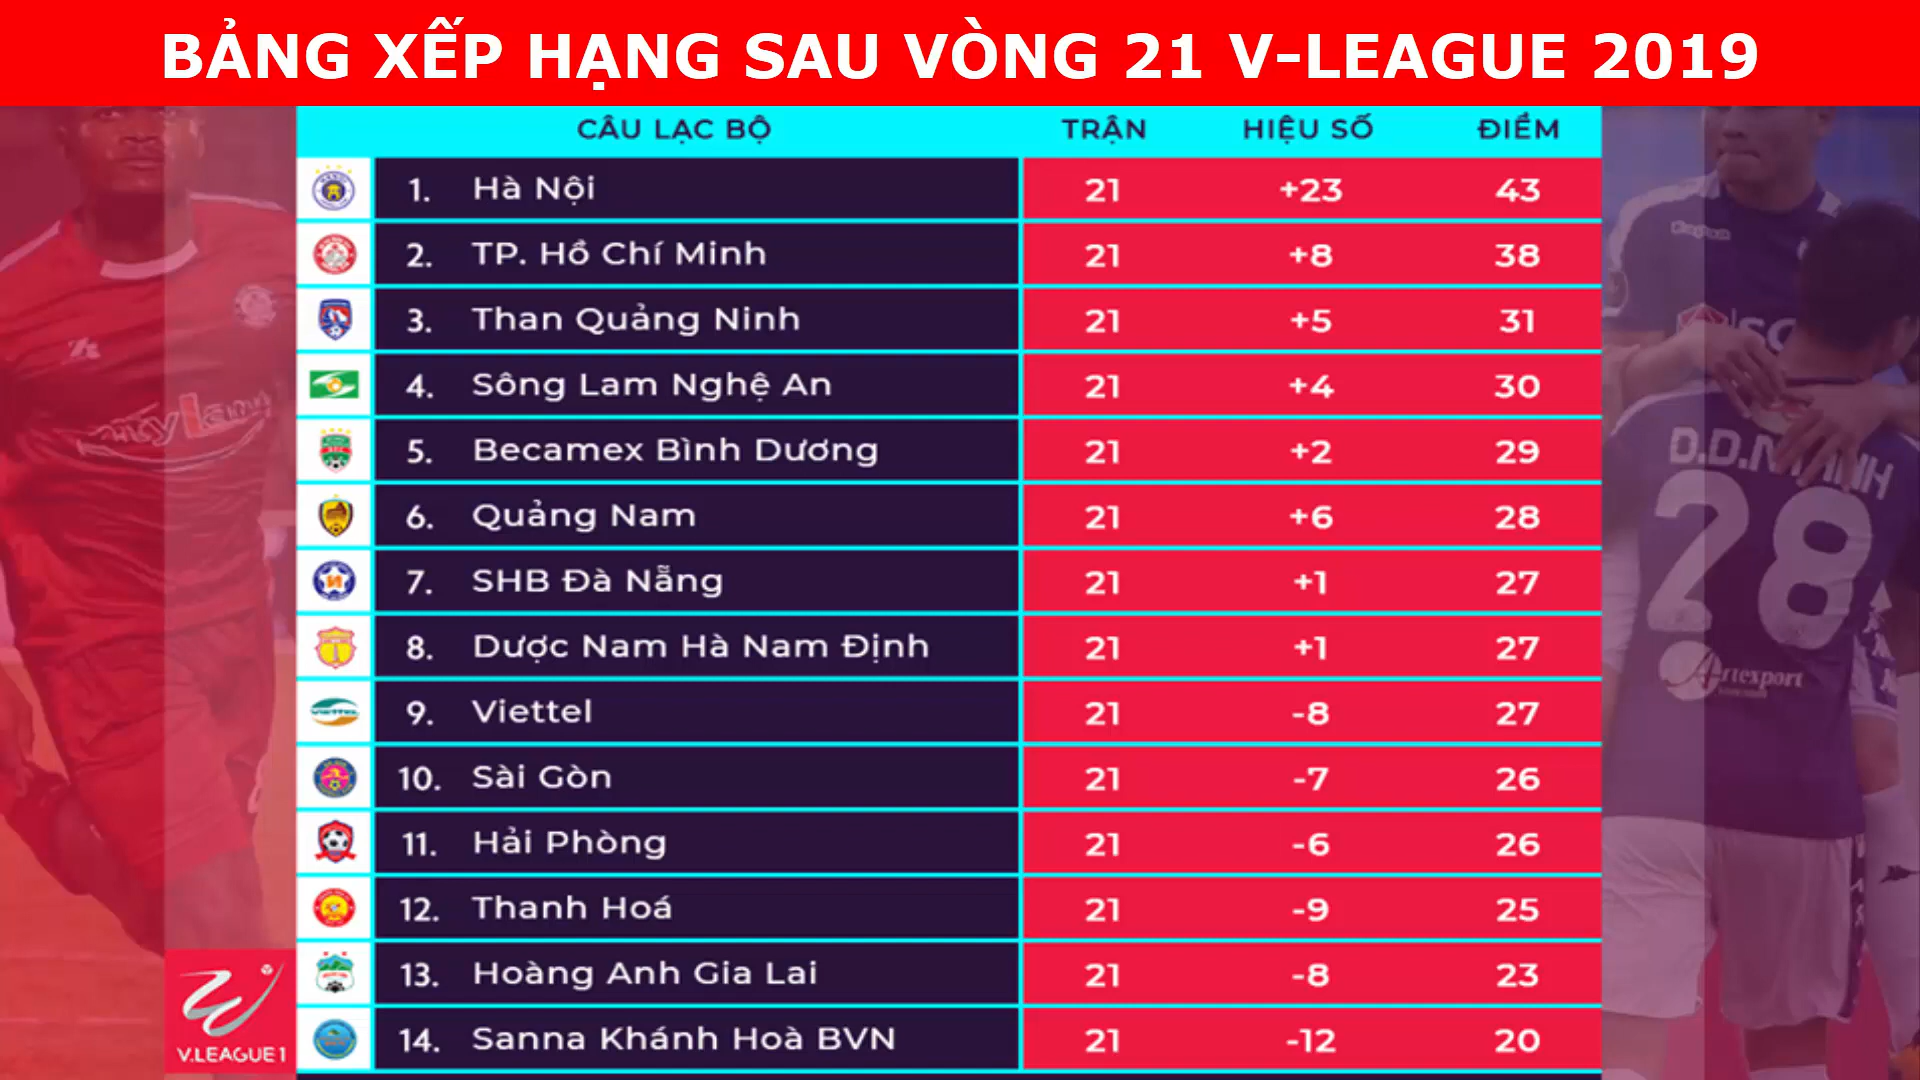 BẢNG XẾP HẠNG SAU VÒNG 21 V-LEAGUE 2019
CÂU LẠC BỘ TRẬN HIỆU SỐ ĐIỂM
1. Hà Nội 21 +23 43
2. TP. Hồ Chí Minh 21 +8 38
3. Than Quảng Ninh 21 +5 31
4. Sông Lam Nghệ An 21 +4 30
5. Becamex Bình Dương 21 +2 29
6. Quảng Nam 21 +6 28
7. SHB Đà Nẵng 21 +1 27
8. Dược Nam Hà Nam Định 21 +1 27
9. Viettel 21 -8 27
10. Sài Gòn 21 -7 26
11. Hải Phòng 21 -6 26
12. Thanh Hoá 21 -9 25
13. Hoàng Anh Gia Lai 21 -8 23
14. Sanna Khánh Hoà BVN 21 -12 20
V.LEAGUE 1
D.D.MẠNH
28
Artexport